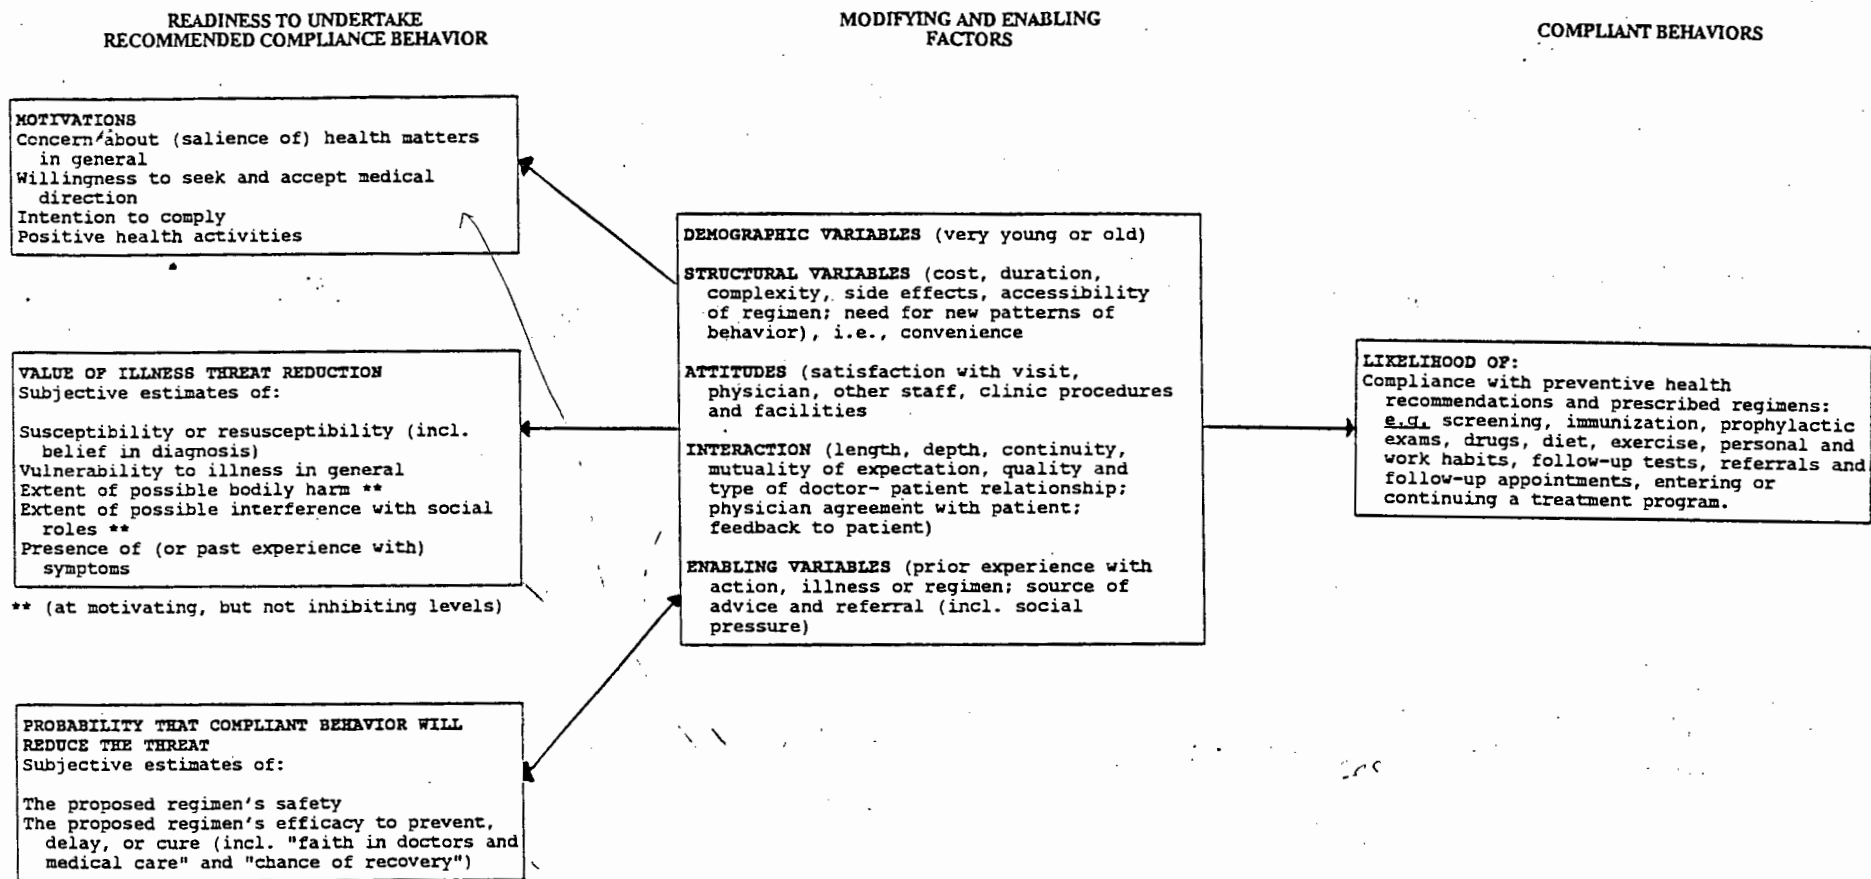 READINESS TO UNDERTAKE
RECOMMENDED COMPLIANCE BEHAVIOR
MODIFYING AND ENABLING
FACTORS
COMPLIANT BEHAVIORS
MOTIVATIONS
Concern about (salience of) health matters
in general
Willingness to seek and accept medical
direction
Intention to comply
Positive health activities
VALUE OF ILLNESS THREAT REDUCTION
Subjective estimates of:
Susceptibility or resusceptibility (incl.
belief in diagnosis)
Vulnerability to illness in general
Extent of possible bodily harm **
Extent of possible interference with social
roles **
Presence of (or past experience with)
symptoms
** (at motivating, but not inhibiting levels)
PROBABILITY THAT COMPLIANT BEHAVIOR WILL
REDUCE THE THREAT
Subjective estimates of:
The proposed regimen's safety
The proposed regimen's efficacy to prevent,
delay, or cure (incl. "faith in doctors and
medical care" and "chance of recovery")
DEMOGRAPHIC VARIABLES (very young or old)
STRUCTURAL VARIABLES (cost, duration,
complexity, side effects, accessibility
of regimen; need for new patterns of
behavior), i.e., convenience
ATTITUDES (satisfaction with visit,
physician, other staff, clinic procedures
and facilities
INTERACTION (length, depth, continuity,
mutuality of expectation, quality and
type of doctor- patient relationship;
physician agreement with patient;
feedback to patient)
ENABLING VARIABLES (prior experience with
action, illness or regimen; source of
advice and referral (incl. social
pressure)
LIKELIHOOD OF:
Compliance with preventive health
recommendations and prescribed regimens:
e.g. screening, immunization, prophylactic
exams, drugs, diet, exercise, personal and
work habits, follow-up tests, referrals and
follow-up appointments, entering or
continuing a treatment program.